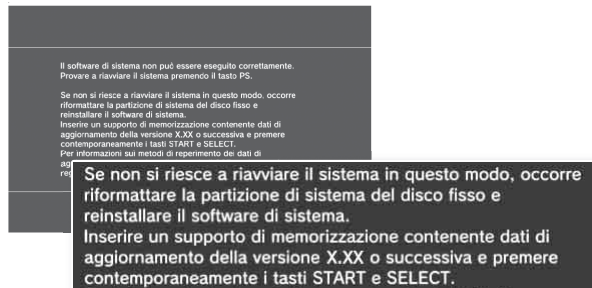 Il software di sistema non può essere eseguito correttamente.
Provare a riavviare il sistema premendo il tasto PS.
Se non si riesce a riavviare il sistema in questo modo, occorre
riformattare la partizione di sistema del disco fisso e
reinstallare il software di sistema.
Inserire un supporto di memorizzazione contenente dati di
aggiornamento della versione X.XX o successiva e premere
contemporaneamente i tasti START e SELECT.
Per informazioni sui metodi di reperimento dei dati di
Se non si riesce a riavviare il sistema in questo modo, occorre
riformattare la partizione di sistema del disco fisso e
reinstallare il software di sistema.
Inserire un supporto di memorizzazione contenente dati di
aggiornamento della versione X.XX o successiva e premere
contemporaneamente i tasti START e SELECT.